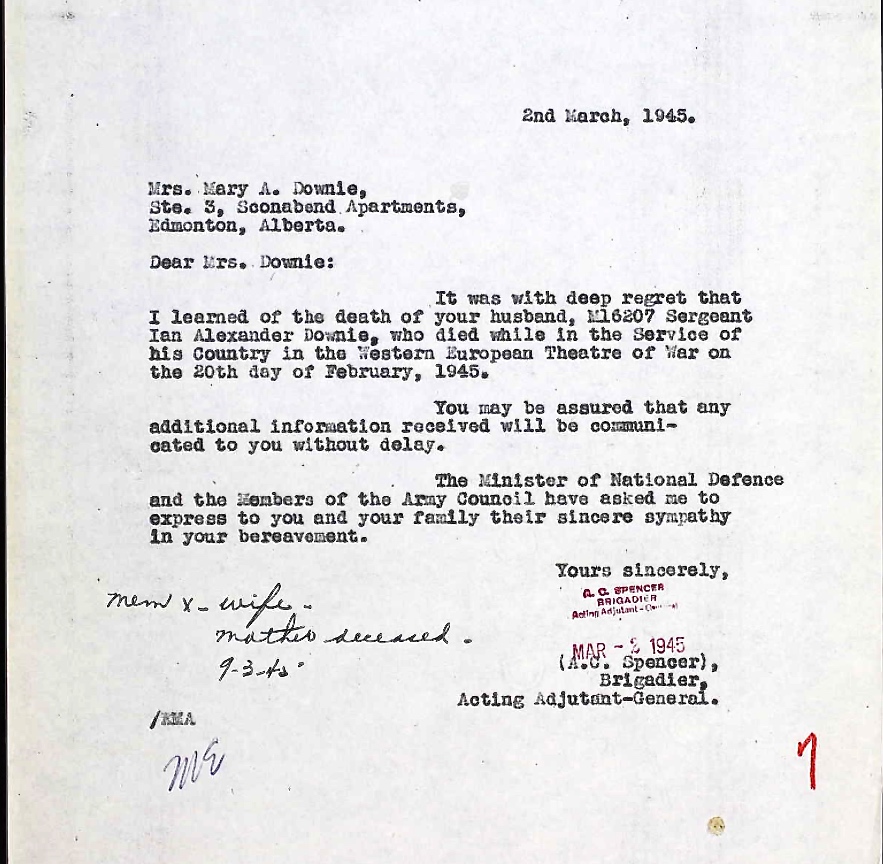 2nd March, 1945.
Mrs. Mary A. Downie,
Ste. 3, Sconabend Apartments,
Edmonton, Alberta.
Dear Mrs. Downie:
It was with deep regret that
I learned of the death of your husband, M16207 Sergeant
Ian Alexander Downie, who died while in the Service of
his Country in the Western European Theatre of War on
the 20th day of February, 1945.
You may be assured that any
additional information received will be communi-
cated to you without delay.
The Minister of National Defence
and the Members of the Army Council have asked me to
express to you and your family their sincere sympathy
in your bereavement.
Yours sincerely,
A. C. SPENCER
BRIGADIER
Acting Adjutant-
MAR - 2 1945
(A.C. Spencer),
Brigadier,
Acting Adjutant-General.
Mem X - wife -
mother deceased.
9-3-45
ME
7